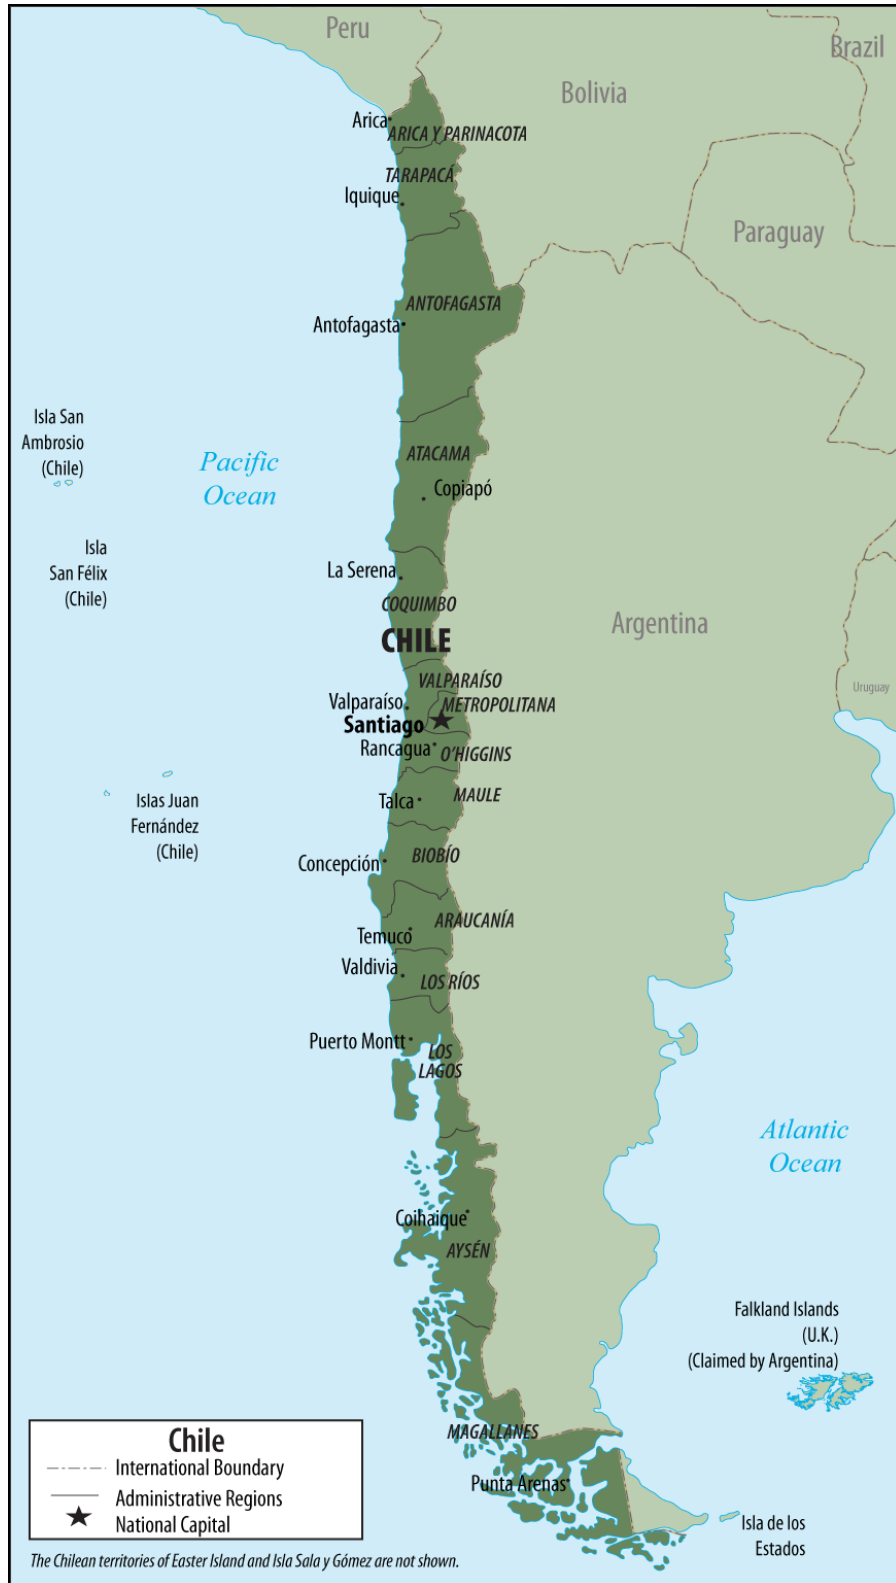 Peru
Brazil
Bolivia
Arica
ARICA Y PARINACOTA
TARAPACÁ
Iquique
Paraguay
ANTOFAGASTA
Antofagasta
Isla San
Ambrosio
(Chile)
Pacific
Ocean
ATACAMA
Copiapó
Isla
San Félix
(Chile)
La Serena
COQUIMBO
CHILE
Argentina
VALPARAÍSO
Uruguay
Valparaíso
METROPOLITANA
Santiago
Rancagua
O'HIGGINS
Islas Juan
Fernández
(Chile)
Talca
MAULE
Concepción
BIOBÍO
ARAUCANÍA
Temuco
Valdivia
LOS RÍOS
Puerto Montt
LOS
LAGOS
Atlantic
Ocean
Coihaique
AYSÉN
Falkland Islands
(U.K.)
(Claimed by Argentina)
MAGALLANES
Punta Arenas
Isla de los
Estados
Chile
International Boundary
Administrative Regions
National Capital
The Chilean territories of Easter Island and Isla Sala y Gómez are not shown.